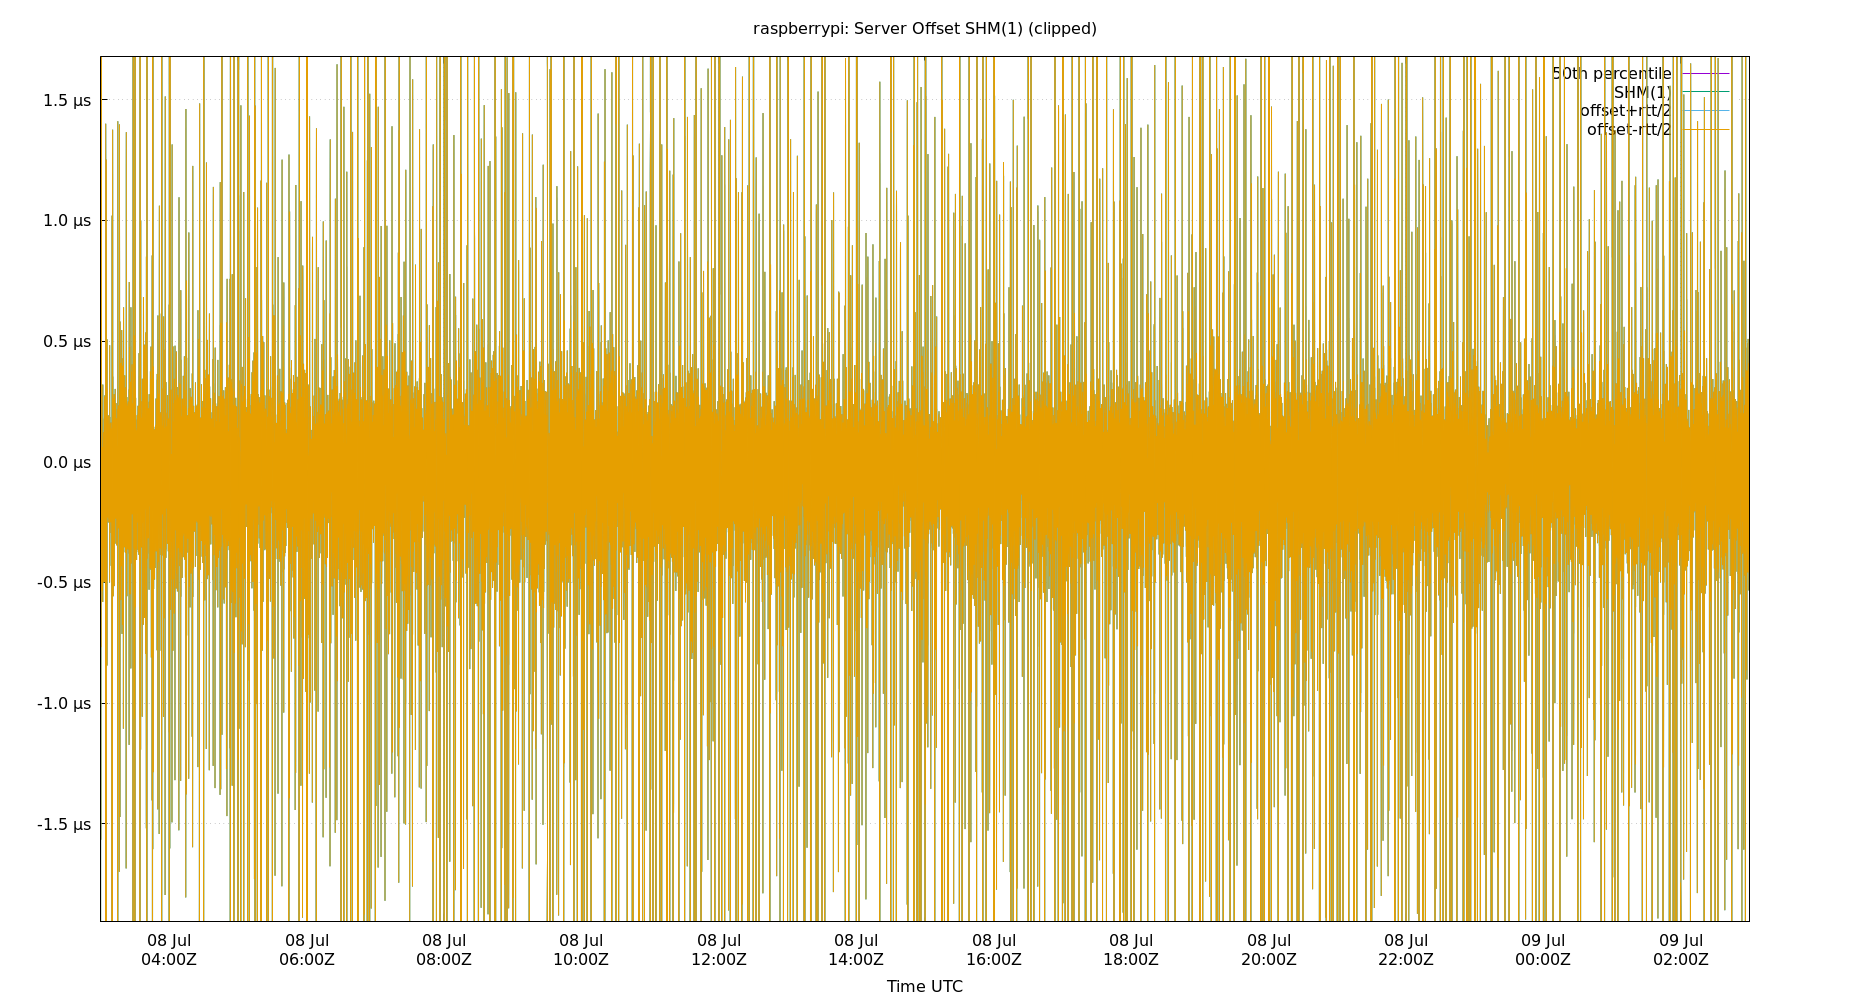 raspberrypi: Server Offset SHM(1) (clipped)
50th percentile
SHM(1)
offset+rtt/2
offset-rtt/2
1.5 µs
1.0 µs
0.5 µs
0.0 µs
-0.5 µs
-1.0 µs
-1.5 µs
08 Jul 08 Jul 08 Jul 08 Jul 08 Jul 08 Jul 08 Jul 08 Jul 08 Jul 08 Jul 09 Jul 09 Jul
04:00Z 06:00Z 08:00Z 10:00Z 12:00Z 14:00Z 16:00Z 18:00Z 20:00Z 22:00Z 00:00Z 02:00Z
Time UTC